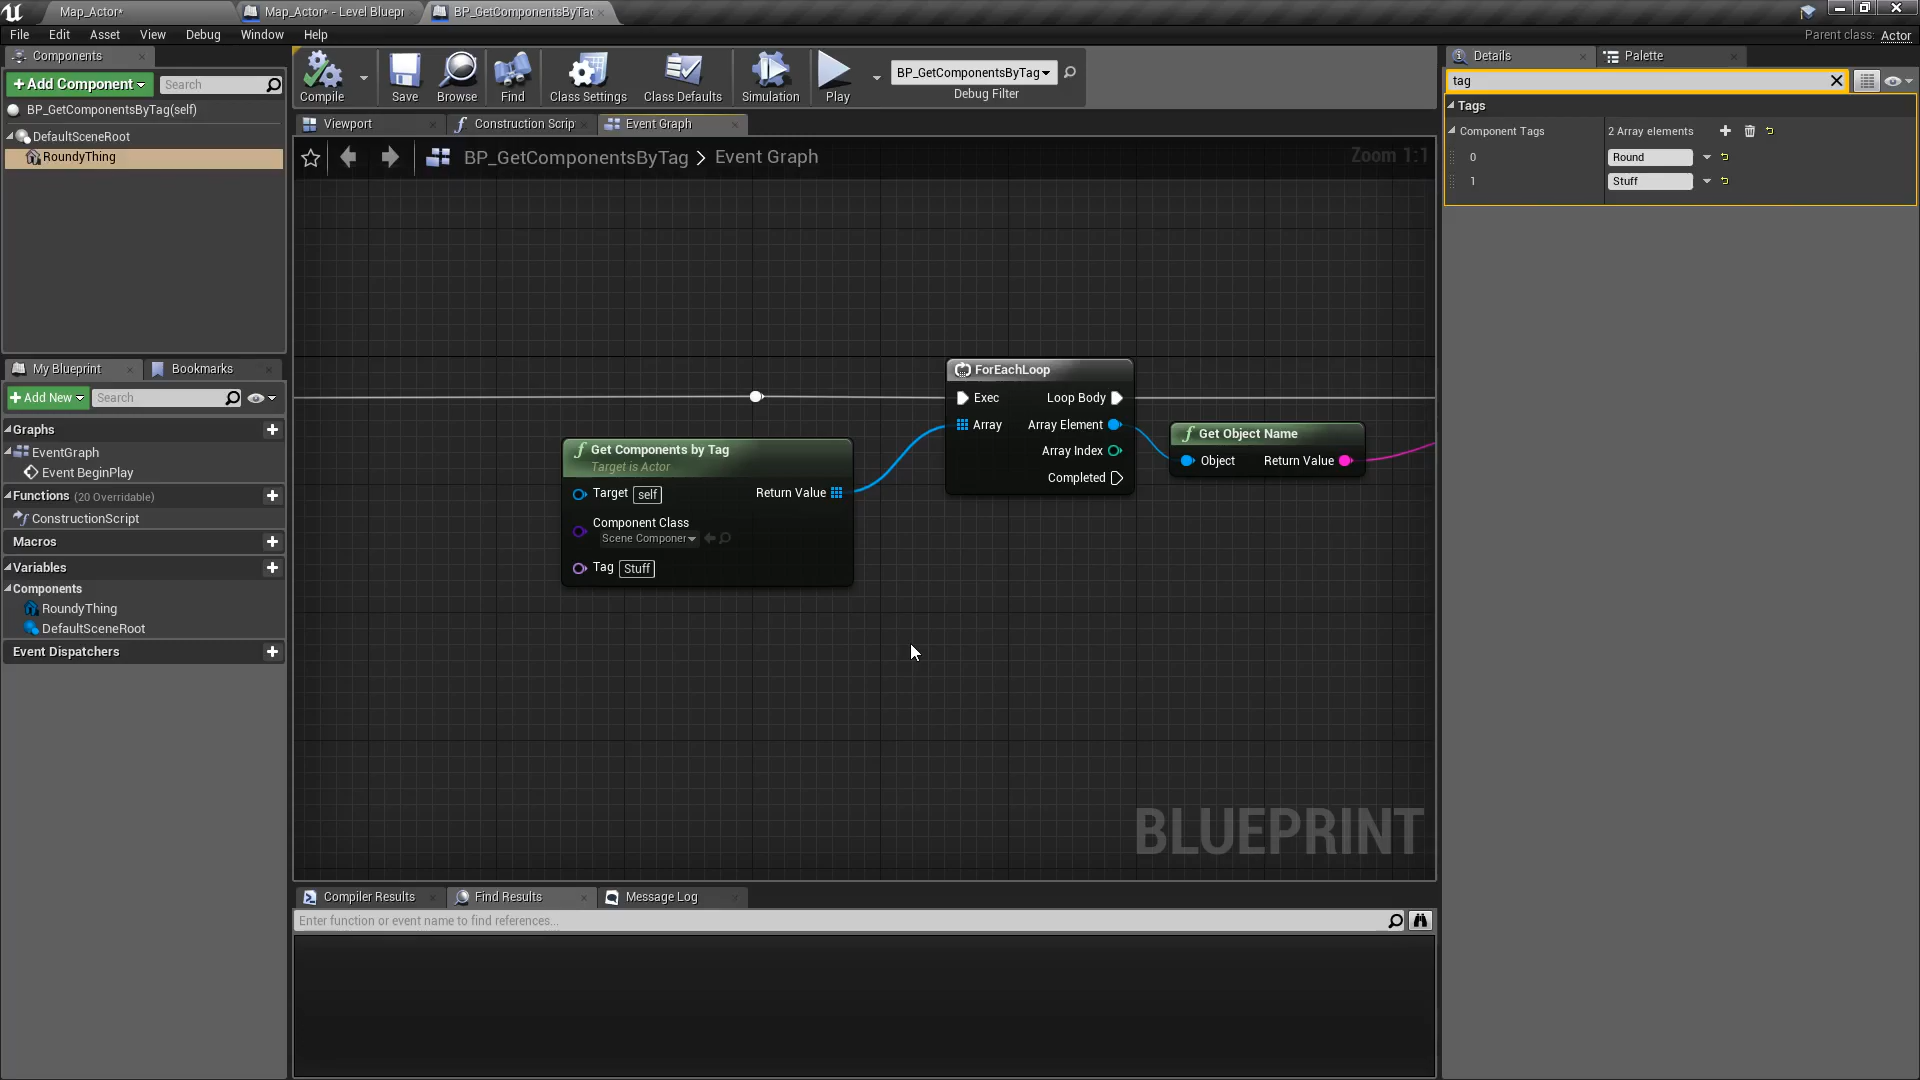 Map_Actor*
Map_Actor* - Level Bluepr
BP_GetComponentsByTag
File Edit Asset View Debug Window Help
Parent class: Actor
Components
+Add Component
Search
BP_GetComponentsByTag(self)
DefaultSceneRoot
RoundyThing
My Blueprint
Bookmarks
+Add New
Search
Graphs
EventGraph
Event BeginPlay
Functions (20 Overridable)
ConstructionScript
Macros
Variables
Components
RoundyThing
DefaultSceneRoot
Event Dispatchers
Compile Save Browse Find Class Settings Class Defaults Simulation Play
BP_GetComponentsByTag
Debug Filter
Viewport
Construction Scrip
Event Graph
BP_GetComponentsByTag > Event Graph
Zoom 1:1
ForEachLoop
Exec Loop Body
Array Array Element
Array Index
Completed
Get Object Name
Object Return Value
Get Components by Tag
Target is Actor
Target self Return Value
Component Class
Scene Componer
Tag Stuff
BLUEPRINT
Compiler Results
Find Results
Message Log
Enter function or event name to find references...
Details
Palette
tag
Tags
Component Tags 2 Array elements
0 Round
1 Stuff